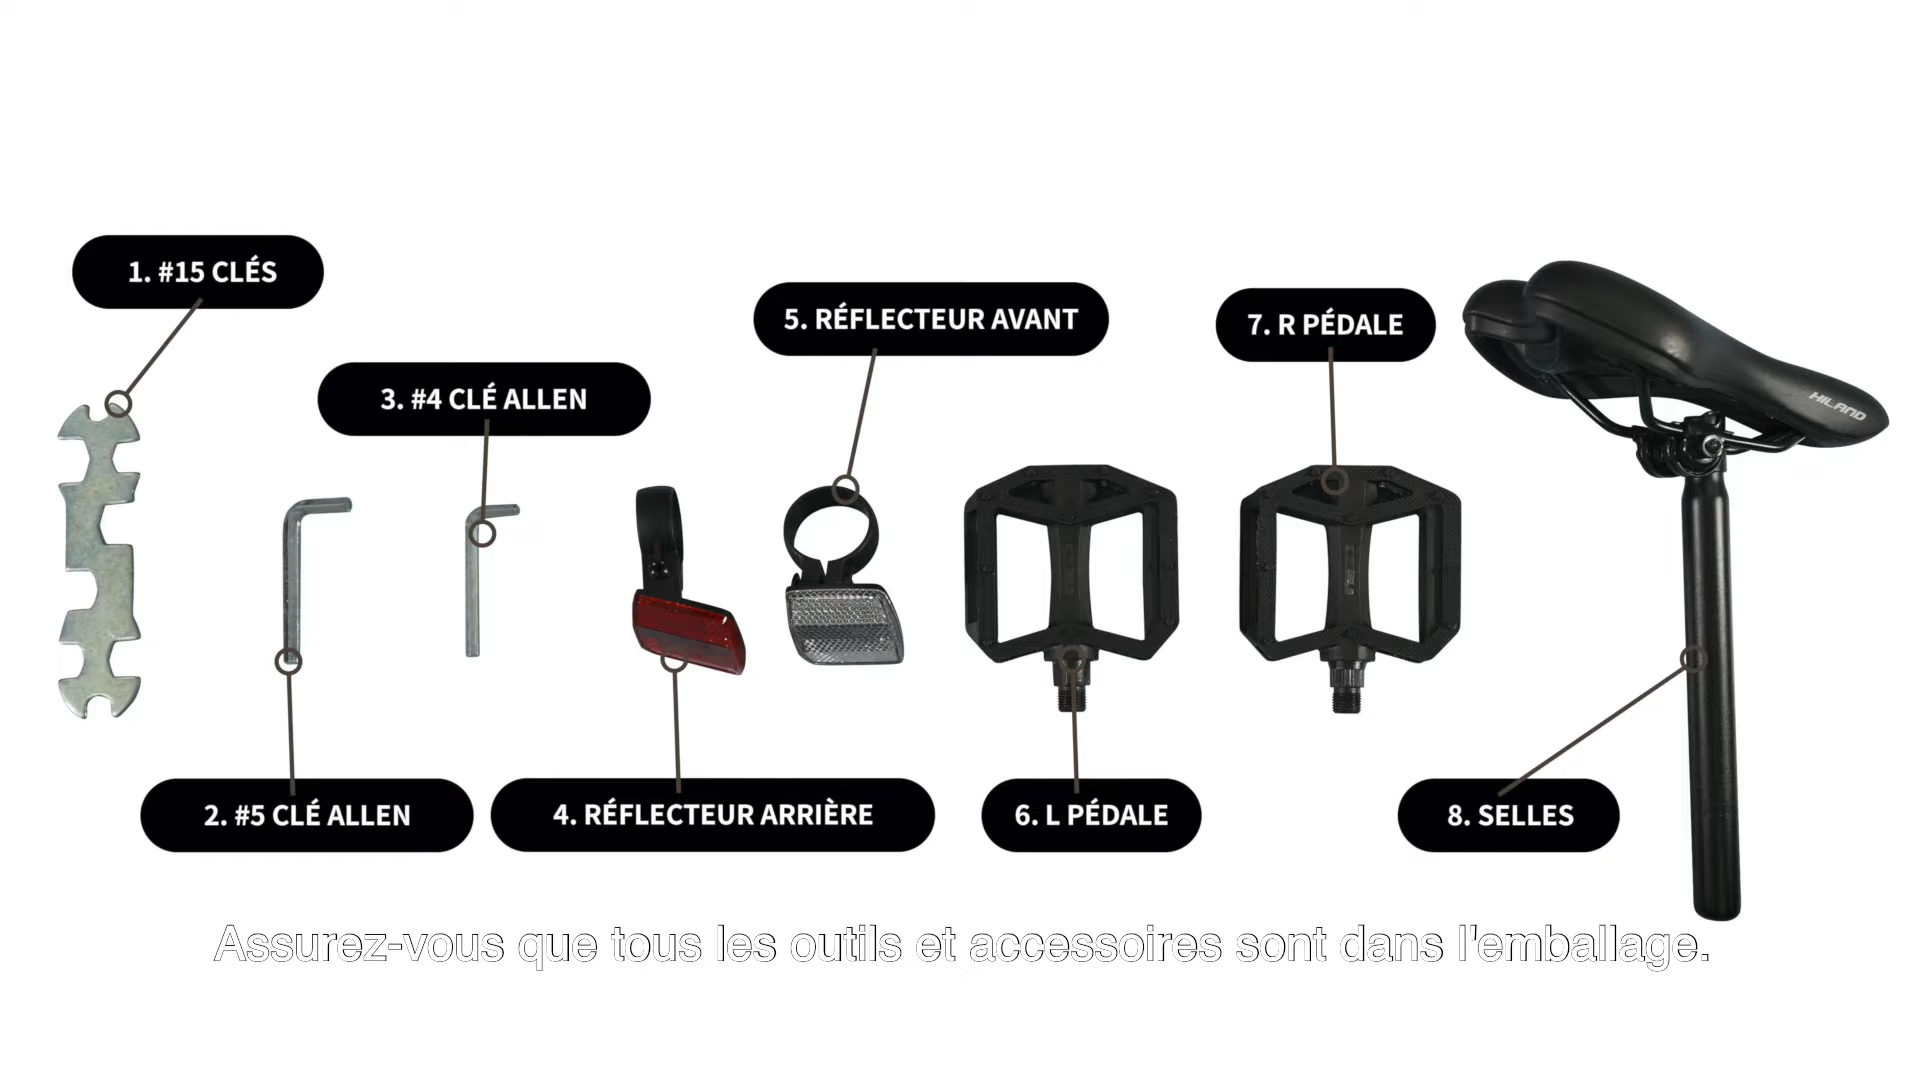 1. #15 CLÉS
2. #5 CLÉ ALLEN
3. #4 CLÉ ALLEN
4. RÉFLECTEUR ARRIÈRE
5. RÉFLECTEUR AVANT
6. L PÉDALE
7. R PÉDALE
8. SELLES
HILAND
Assurez-vous que tous les outils et accessoires sont dans l'emballage.